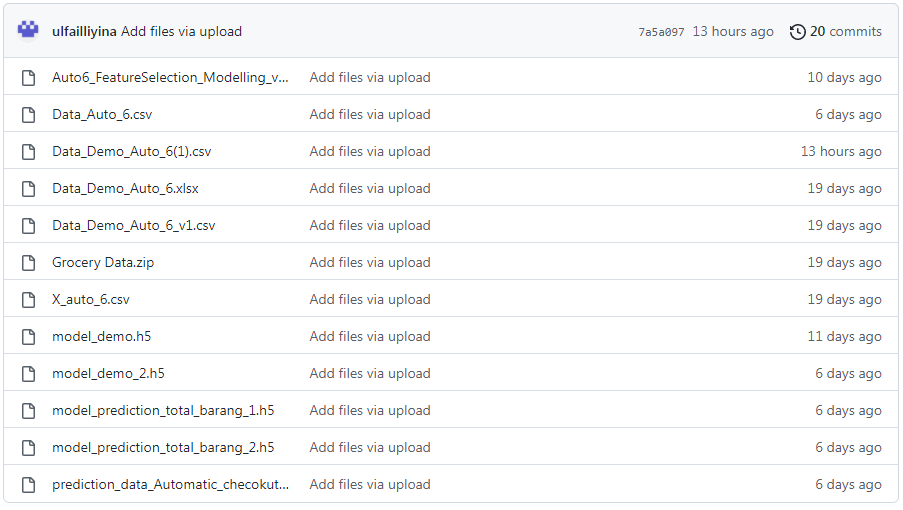 ulfailliyina Add files via upload 7a5a097 13 hours ago 20 commits
Auto6_FeatureSelection_Modelling_v... Add files via upload 10 days ago
Data_Auto_6.csv Add files via upload 6 days ago
Data_Demo_Auto_6(1).csv Add files via upload 13 hours ago
Data_Demo_Auto_6.xlsx Add files via upload 19 days ago
Data_Demo_Auto_6_v1.csv Add files via upload 19 days ago
Grocery Data.zip Add files via upload 19 days ago
X_auto_6.csv Add files via upload 19 days ago
model_demo.h5 Add files via upload 11 days ago
model_demo_2.h5 Add files via upload 6 days ago
model_prediction_total_barang_1.h5 Add files via upload 6 days ago
model_prediction_total_barang_2.h5 Add files via upload 6 days ago
prediction_data_Automatic_checokut... Add files via upload 6 days ago